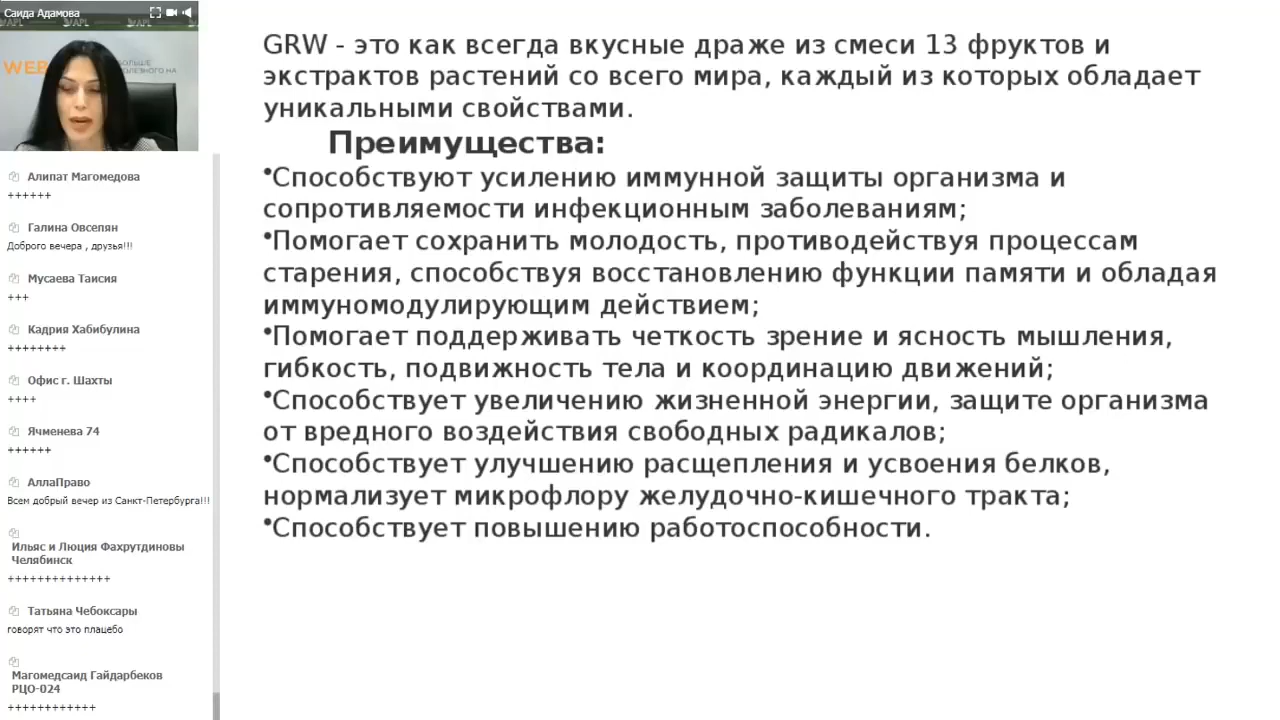 Саида Адамова
APL
APL
WEB
БОЛЬШЕ
ПОЛЕЗНОГО НА
GRW - это как всегда вкусные драже из смеси 13 фруктов и
экстрактов растений со всего мира, каждый из которых обладает
уникальными свойствами.
Преимущества:
•Способствуют усилению иммунной защиты организма и
сопротивляемости инфекционным заболеваниям;
•Помогает сохранить молодость, противодействуя процессам
старения, способствуя восстановлению функции памяти и обладая
иммуномодулирующим действием;
•Помогает поддерживать четкость зрение и ясность мышления,
гибкость, подвижность тела и координацию движений;
•Способствует увеличению жизненной энергии, защите организма
от вредного воздействия свободных радикалов;
•Способствует улучшению расщепления и усвоения белков,
нормализует микрофлору желудочно-кишечного тракта;
•Способствует повышению работоспособности.
Алипат Магомедова
++++++
Галина Овсепян
Доброго вечера , друзья!!!
Мусаева Таисия
+++
Кадрия Хабибулина
++++++++
Офис г. Шахты
++++
Ячменева 74
++++++
АллаПраво
Всем добрый вечер из Санкт-Петербурга!!!
Ильяс и Люция Фахрутдиновы
Челябинск
++++++++++++++
Татьяна Чебоксары
говорят что это плацебо
Магомедсаид Гайдарбеков
РЦО-024
++++++++++++